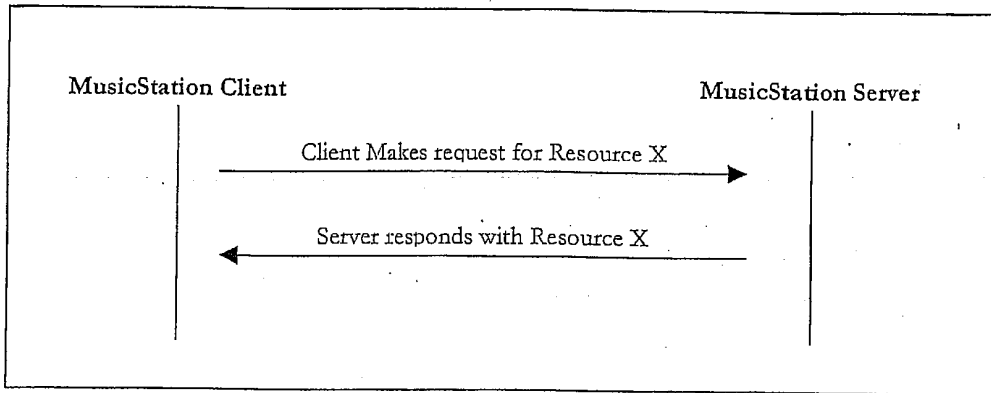 MusicStation Client
MusicStation Server
Client Makes request for Resource X
Server responds with Resource X